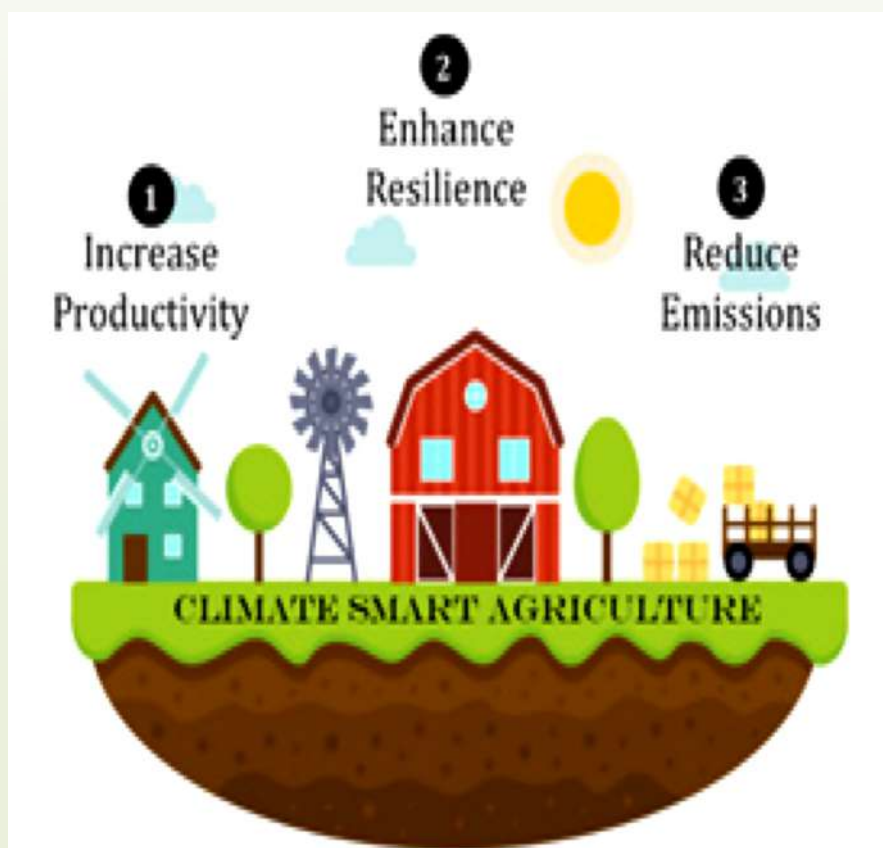 1
Increase
Productivity
2
Enhance
Resilience
3
Reduce
Emissions
CLIMATE SMART AGRICULTURE